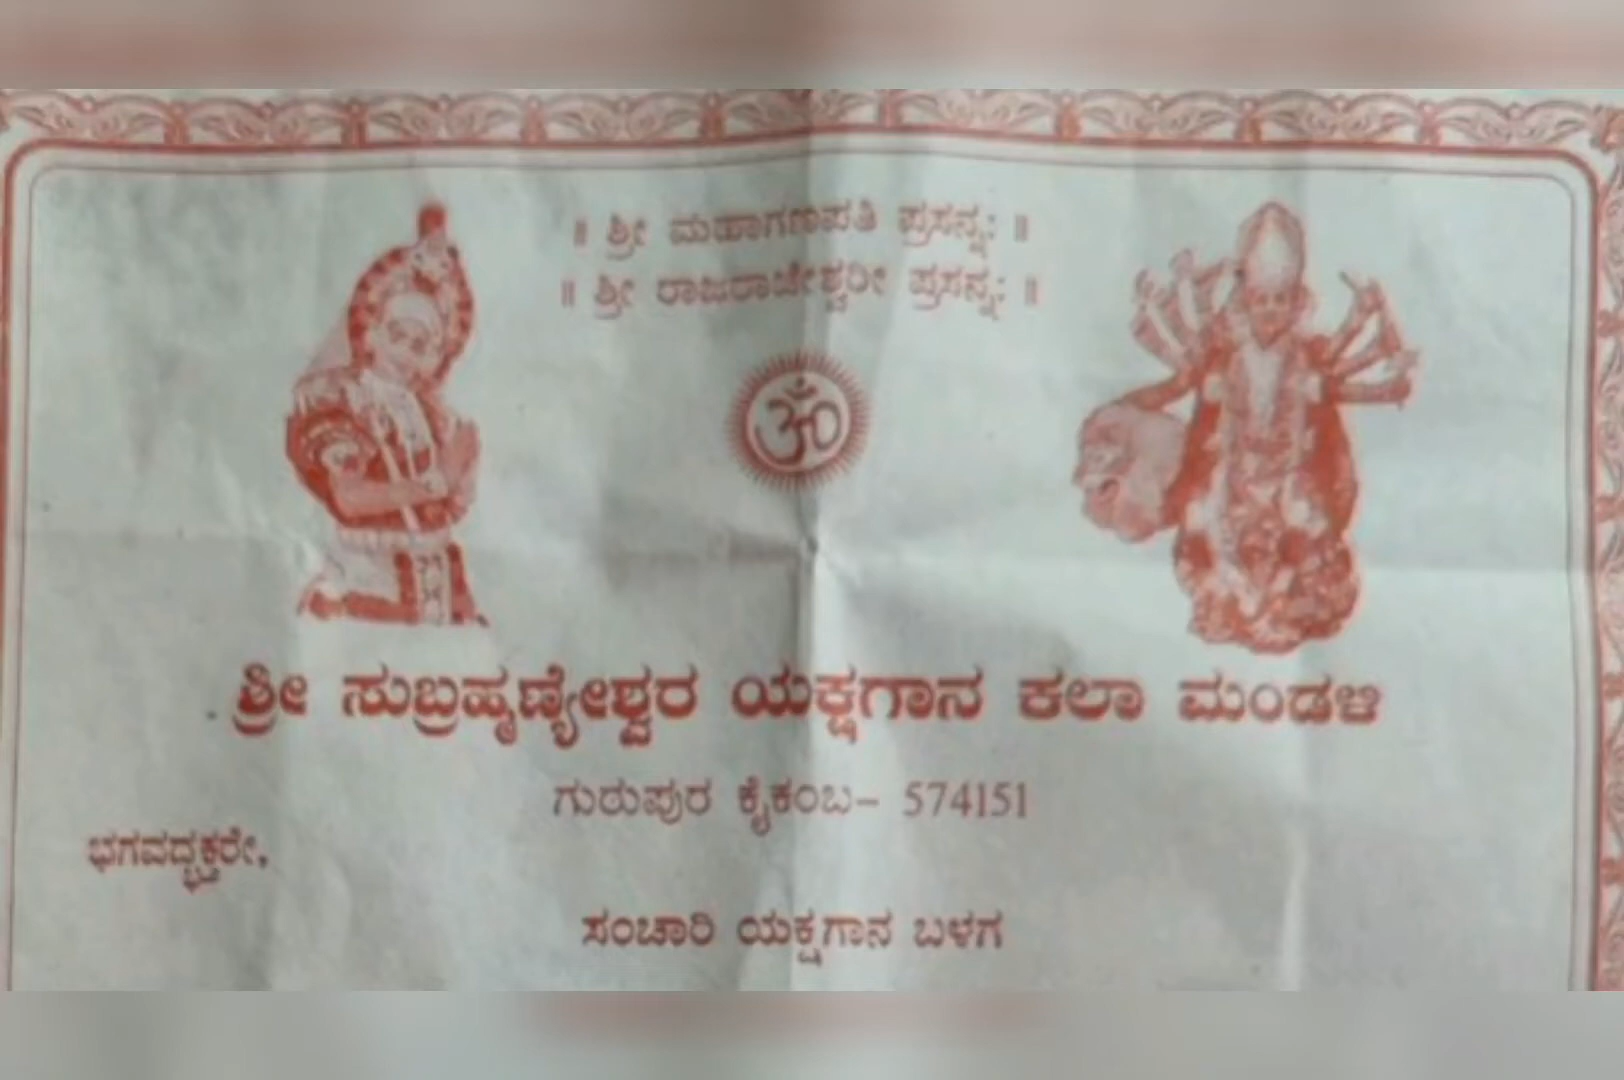 ॥ ಶ್ರೀ ಮಹಾಗಣಪತಿ ಪ್ರಸನ್ನ: ॥
॥ ಶ್ರೀ ರಾಜರಾಜೇಶ್ವರೀ ಪ್ರಸನ್ನ: ॥
ॐ
ಶ್ರೀ ಸುಬ್ರಹ್ಮಣ್ಯೇಶ್ವರ ಯಕ್ಷಗಾನ ಕಲಾ ಮಂಡಳಿ
ಗುರುಪುರ ಕೈಕಂಬ- 574151
ಭಗವದ್ಭಕ್ತರೇ,
ಸಂಚಾರಿ ಯಕ್ಷಗಾನ ಬಳಗ